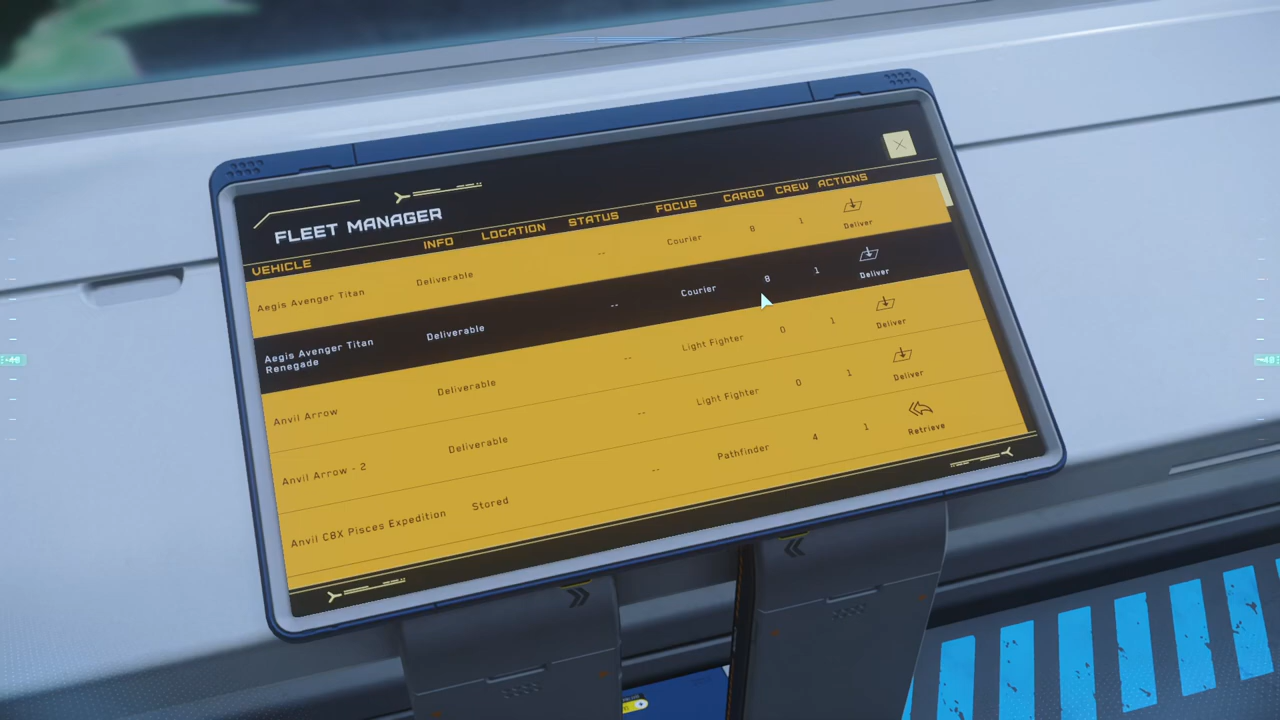 FLEET MANAGER
VEHICLE INFO LOCATION STATUS FOCUS CARGO CREW ACTIONS
Aegis Avenger Titan Deliverable -- Courier 8 1 Deliver
Aegis Avenger Titan Renegade Deliverable -- Courier 8 1 Deliver
Anvil Arrow Deliverable -- Light Fighter 0 1 Deliver
Anvil Arrow - 2 Deliverable -- Light Fighter 0 1 Deliver
Anvil C8X Pisces Expedition Stored -- Pathfinder 4 1 Retrieve
-40
-40